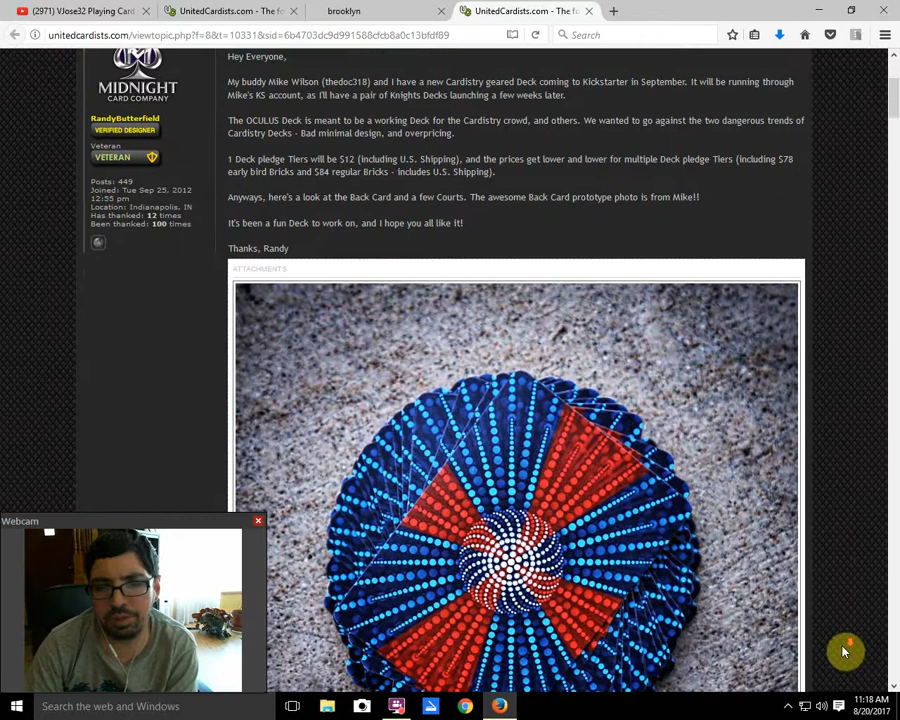 (2971) VJose32 Playing Card
UnitedCardists.com - The fo
brooklyn
UnitedCardists.com - The fo
unitedcardists.com/viewtopic.php?f=8&t=10331&sid=6b4703dc9d991588cfcb8a0c13bfdf89
Search
MIDNIGHT
CARD COMPANY
RandyButterfield
VERIFIED DESIGNER
Veteran
VETERAN
Posts: 449
Joined: Tue Sep 25, 2012
12:55 pm
Location: Indianapolis, IN
Has thanked: 12 times
Been thanked: 100 times
Hey Everyone,
My buddy Mike Wilson (thedoc318) and I have a new Cardistry geared Deck coming to Kickstarter in September. It will be running through
Mike's KS account, as I'll have a pair of Knights Decks launching a few weeks later.
The OCULUS Deck is meant to be a working Deck for the Cardistry crowd, and others. We wanted to go against the two dangerous trends of
Cardistry Decks - Bad minimal design, and overpricing.
1 Deck pledge Tiers will be $12 (including U.S. Shipping), and the prices get lower and lower for multiple Deck pledge Tiers (including $78
early bird Bricks and $84 regular Bricks - includes U.S. Shipping).
Anyways, here's a look at the Back Card and a few Courts. The awesome Back Card prototype photo is from Mike!!
It's been a fun Deck to work on, and I hope you all like it!
Thanks, Randy
ATTACHMENTS
Webcam
Search the web and Windows
11:18 AM
8/20/2017